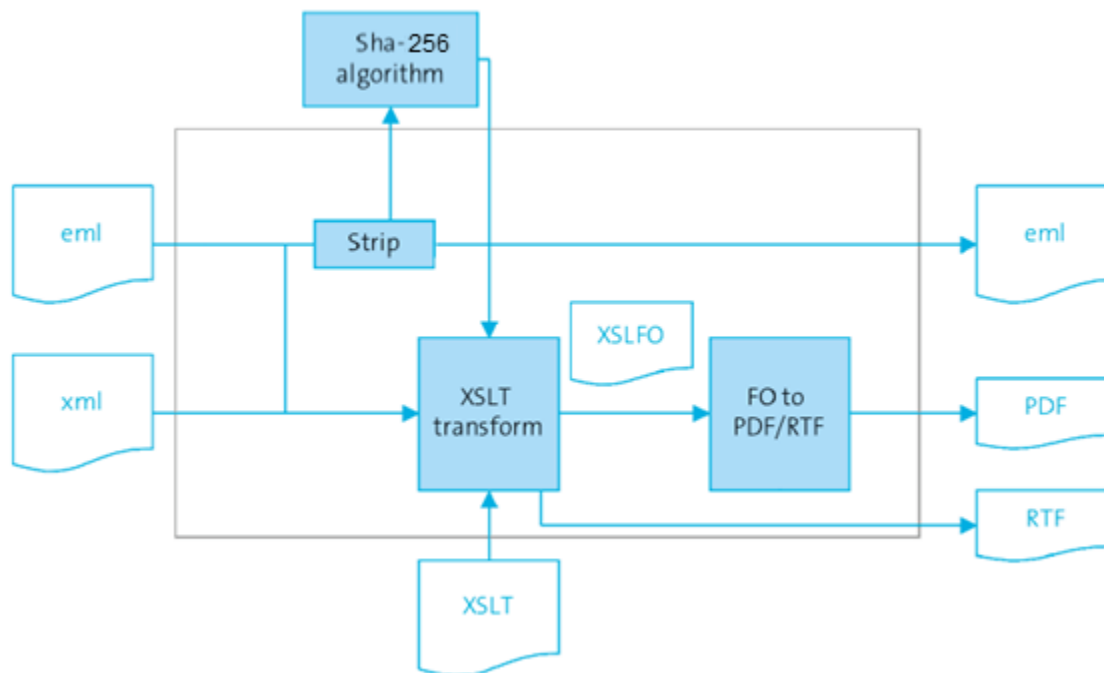 Sha-256
algorithm
eml
Strip
eml
XSLFO
xml
XSLT
transform
FO to
PDF/RTF
PDF
RTF
XSLT